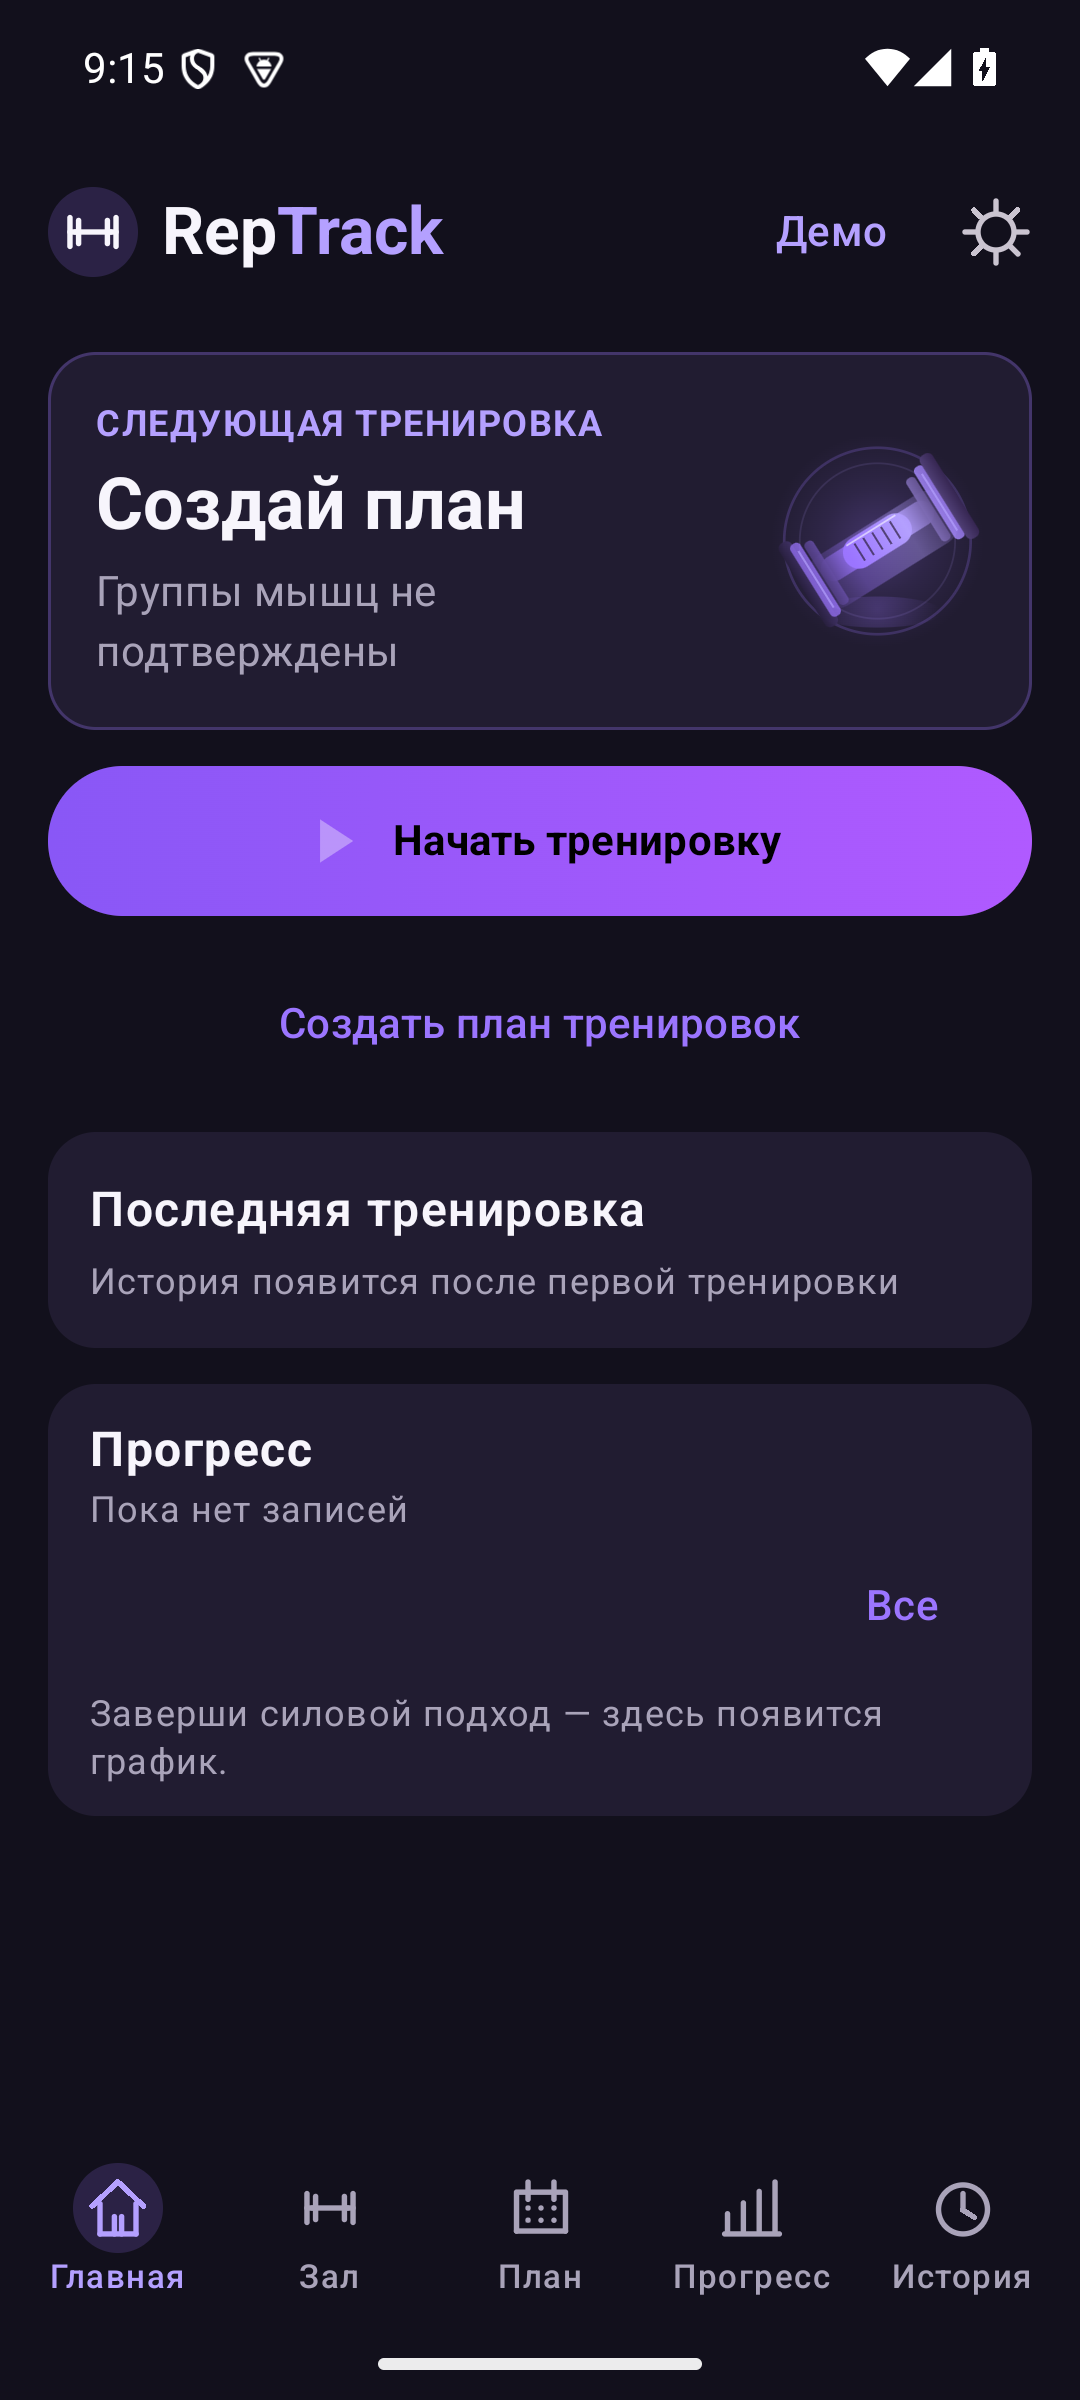 9:15
RepTrack
Демо
СЛЕДУЮЩАЯ ТРЕНИРОВКА
Создай план
Группы мышц не
подтверждены
Начать тренировку
Создать план тренировок
Последняя тренировка
История появится после первой тренировки
Прогресс
Пока нет записей
Все
Заверши силовой подход — здесь появится
график.
Главная
Зал
План
Прогресс
История